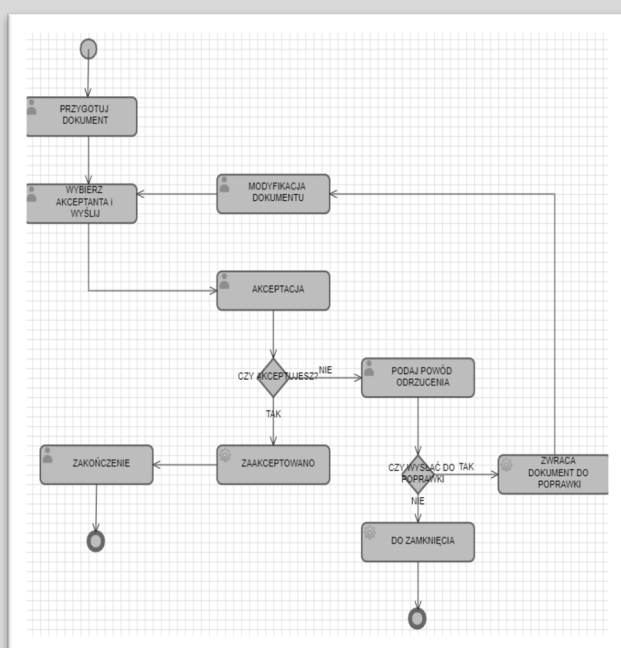 PRZYGOTUJ
DOKUMENT
WYBIERZ
AKCEPTANTA i
WYŚLIJ
MODYFIKACJA
DOKUMENTU
AKCEPTACJA
CZY AKCEPTUJESZ?
NIE
PODAJ POWÓD
ODRZUCENIA
TAK
ZAKOŃCZENIE
ZAAKCEPTOWANO
CZY WYSŁAĆ DO
POPRAWKI
TAK
ZWRACA
DOKUMENT DO
POPRAWKI
NIE
DO ZAMKNIĘCIA